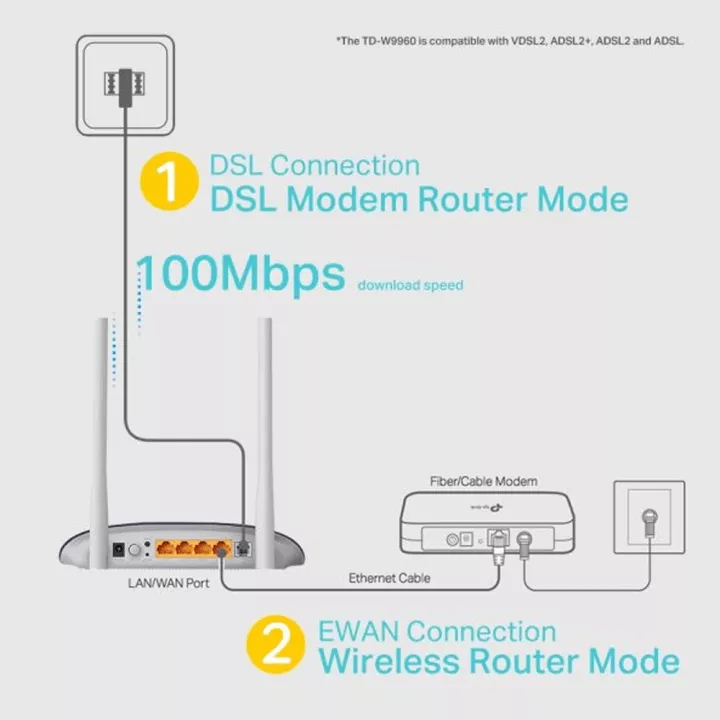 *The TD-W9960 is compatible with VDSL2, ADSL2+, ADSL2 and ADSL.
1 DSL Connection
DSL Modem Router Mode
100Mbps download speed
Fiber/Cable Modem
LAN/WAN Port
Ethernet Cable
2 EWAN Connection
Wireless Router Mode